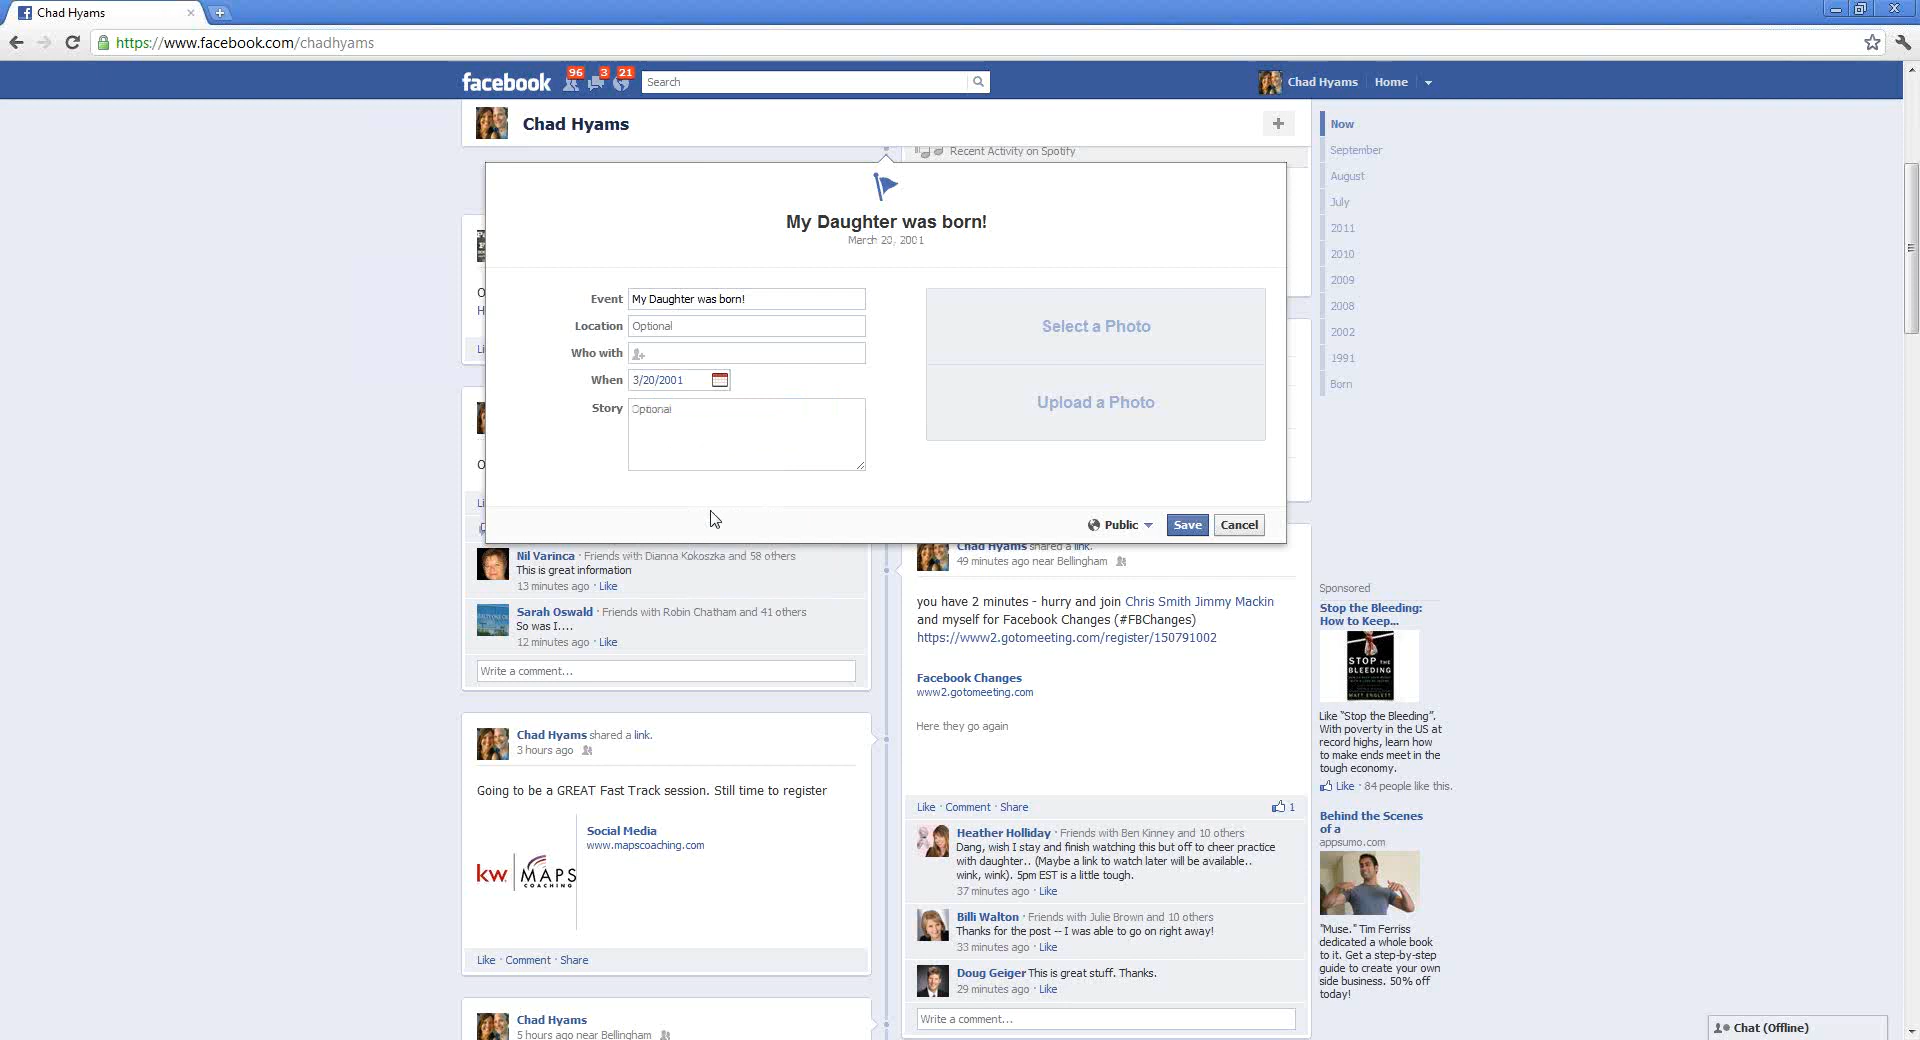 Chad Hyams
https://www.facebook.com/chadhyams
facebook
96
3
21
Search
Chad Hyams
Home
Chad Hyams
Recent Activity on Spotify
My Daughter was born!
March 20, 2001
Event My Daughter was born!
Location Optional
Who with
When 3/20/2001
Story Optional
Select a Photo
Upload a Photo
Public
Save
Cancel
Now
September
August
July
2011
2010
2009
2008
2002
1991
Born
Nil Varinca · Friends with Dianna Kokoszka and 58 others
This is great information
13 minutes ago · Like
Sarah Oswald · Friends with Robin Chatham and 41 others
So was I....
12 minutes ago · Like
Write a comment...
Chad Hyams shared a link.
3 hours ago
Going to be a GREAT Fast Track session. Still time to register
Social Media
www.mapscoaching.com
kw MAPS
COACHING
Like · Comment · Share
Chad Hyams
5 hours ago near Bellingham
Chad Hyams shared a link.
49 minutes ago near Bellingham
you have 2 minutes - hurry and join Chris Smith Jimmy Mackin
and myself for Facebook Changes (#FBChanges)
https://www2.gotomeeting.com/register/150791002
Facebook Changes
www2.gotomeeting.com
Here they go again
Like · Comment · Share
1
Heather Holliday · Friends with Ben Kinney and 10 others
Dang, wish I stay and finish watching this but off to cheer practice
with daughter.. (Maybe a link to watch later will be available..
wink, wink). 5pm EST is a little tough.
37 minutes ago · Like
Billi Walton · Friends with Julie Brown and 10 others
Thanks for the post -- I was able to go on right away!
33 minutes ago · Like
Doug Geiger This is great stuff. Thanks.
29 minutes ago · Like
Write a comment...
Sponsored
Stop the Bleeding:
How to Keep...
STOP THE
BLEEDING
Like "Stop the Bleeding".
With poverty in the US at
record highs, learn how
to make ends meet in the
tough economy.
Like · 84 people like this.
Behind the Scenes
of a
appsumo.com
"Muse." Tim Ferriss
dedicated a whole book
to it. Get a step-by-step
guide to create your own
side business. 50% off
today!
Chat (Offline)